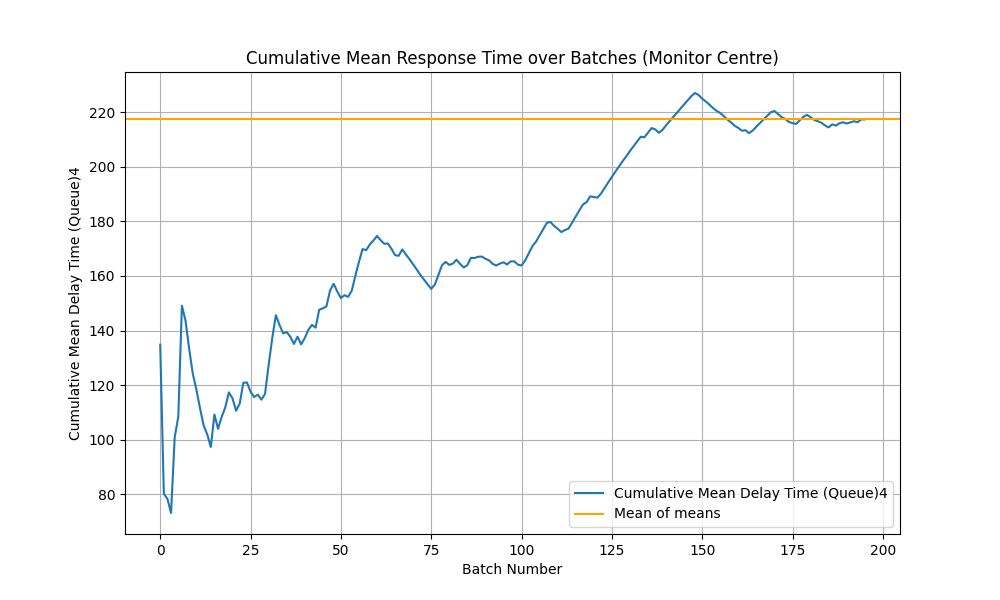 Cumulative Mean Response Time over Batches (Monitor Centre)
Cumulative Mean Delay Time (Queue)4
220
200
180
160
140
120
100
80
0 25 50 75 100 125 150 175 200
Batch Number
Cumulative Mean Delay Time (Queue)4
Mean of means